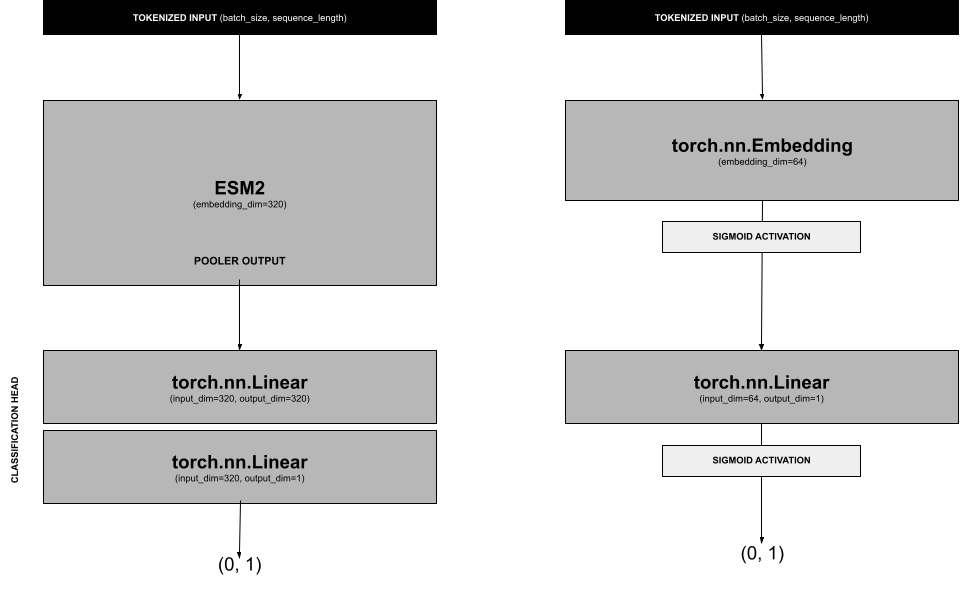 TOKENIZED INPUT (batch_size, sequence_length)
ESM2
(embedding_dim=320)
POOLER OUTPUT
CLASSIFICATION HEAD
torch.nn.Linear
(input_dim=320, output_dim=320)
torch.nn.Linear
(input_dim=320, output_dim=1)
(0, 1)
TOKENIZED INPUT (batch_size, sequence_length)
torch.nn.Embedding
(embedding_dim=64)
SIGMOID ACTIVATION
torch.nn.Linear
(input_dim=64, output_dim=1)
SIGMOID ACTIVATION
(0, 1)